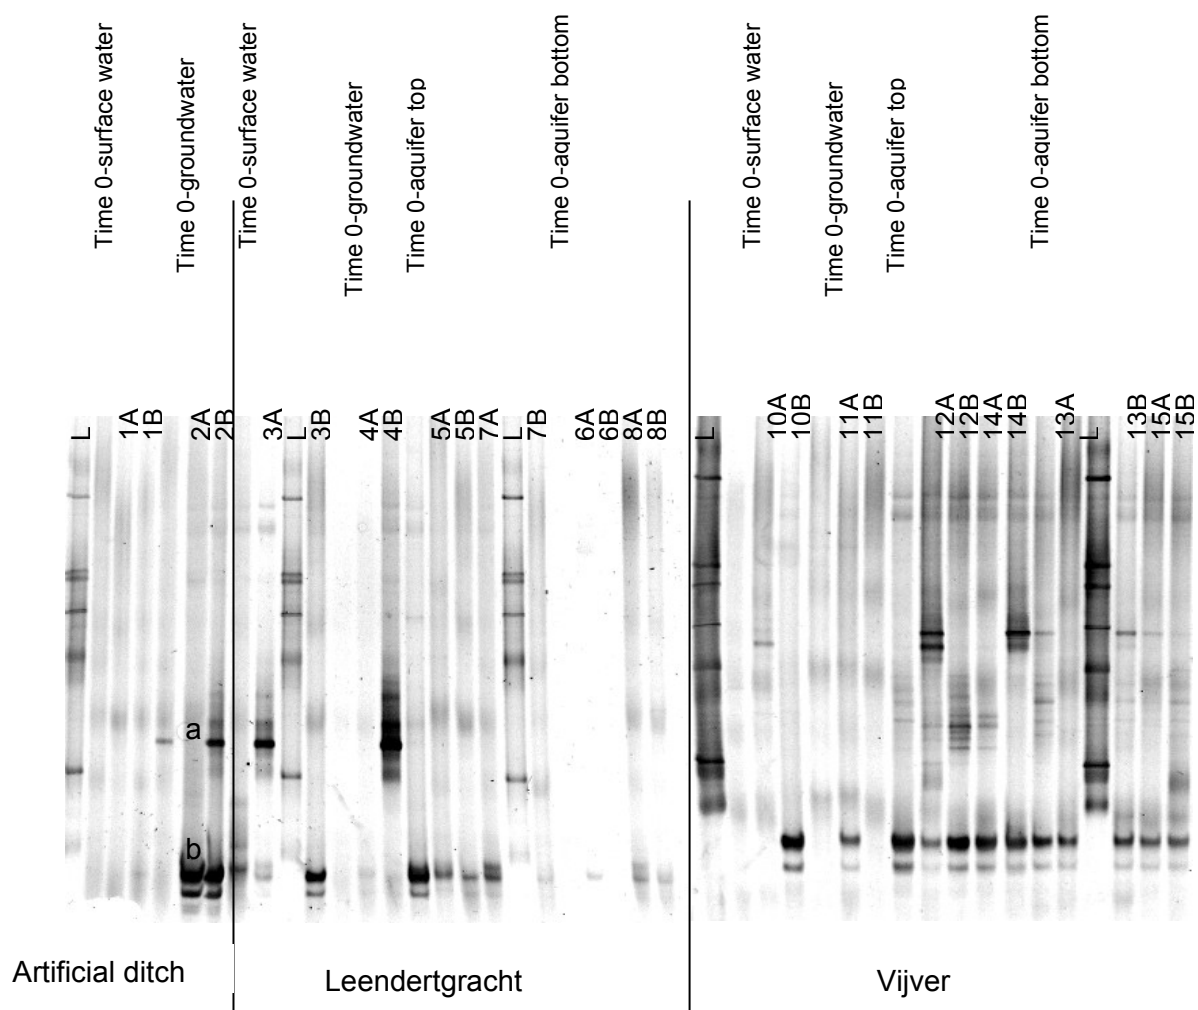 Time 0-surface water
Time 0-groundwater
Time 0-surface water
Time 0-groundwater
Time 0-aquifer top
Time 0-aquifer bottom
Time 0-surface water
Time 0-groundwater
Time 0-aquifer top
Time 0-aquifer bottom
L
1A
1B
2A
2B
3A
L
3B
4A
4B
5A
5B
7A
L
7B
6A
6B
8A
8B
L
10A
10B
11A
11B
12A
12B
14A
14B
13A
L
13B
15A
15B
a
b
Artificial ditch
Leendertgracht
Vijver